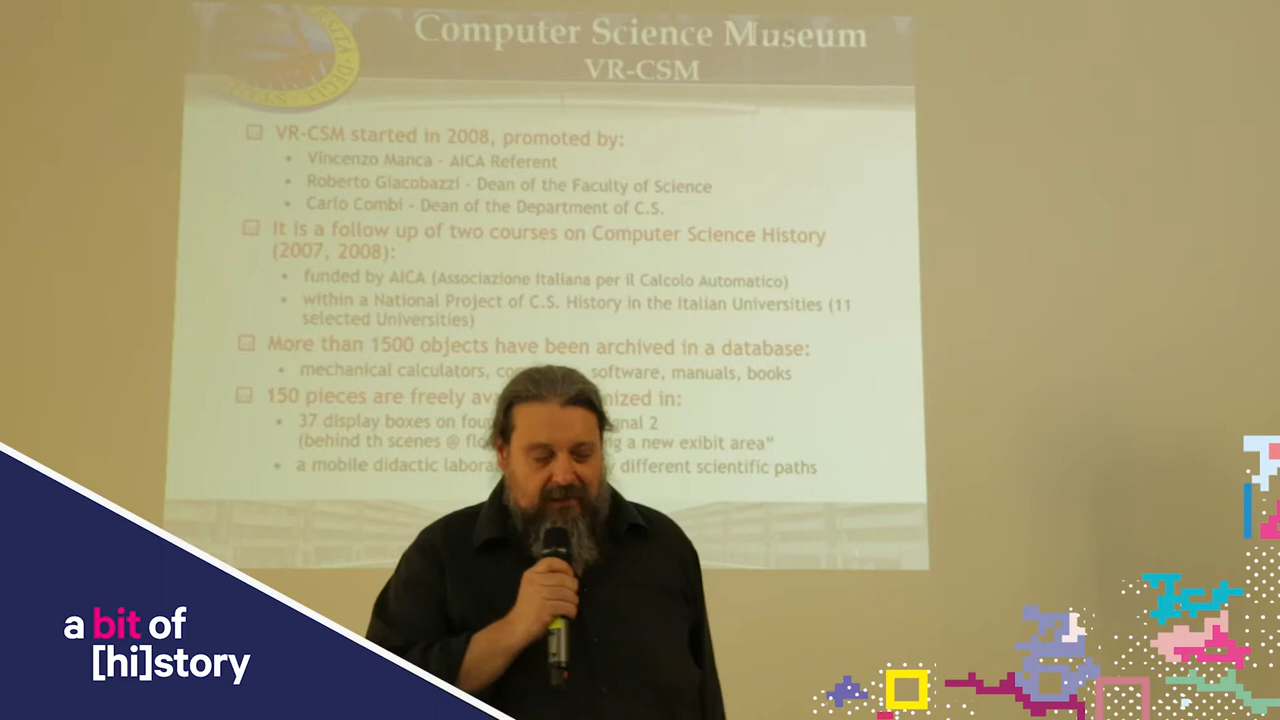 Computer Science Museum
VR-CSM
VR-CSM started in 2008, promoted by:
Vincenzo Manca - AICA Referent
Roberto Giacobazzi - Dean of the Faculty of Science
Carlo Combi - Dean of the Department of C.S.
It is a follow up of two courses on Computer Science History
(2007, 2008):
funded by AICA (Associazione Italiana per il Calcolo Automatico)
within a National Project of C.S. History in the Italian Universities (11
selected Universities)
More than 1500 objects have been archived in a database:
mechanical calculators, software, manuals, books
150 pieces are freely in:
37 display boxes on 2
(behind th scenes @ a new exibit area"
a mobile didactic different scientific paths
a bit of
[hi]story